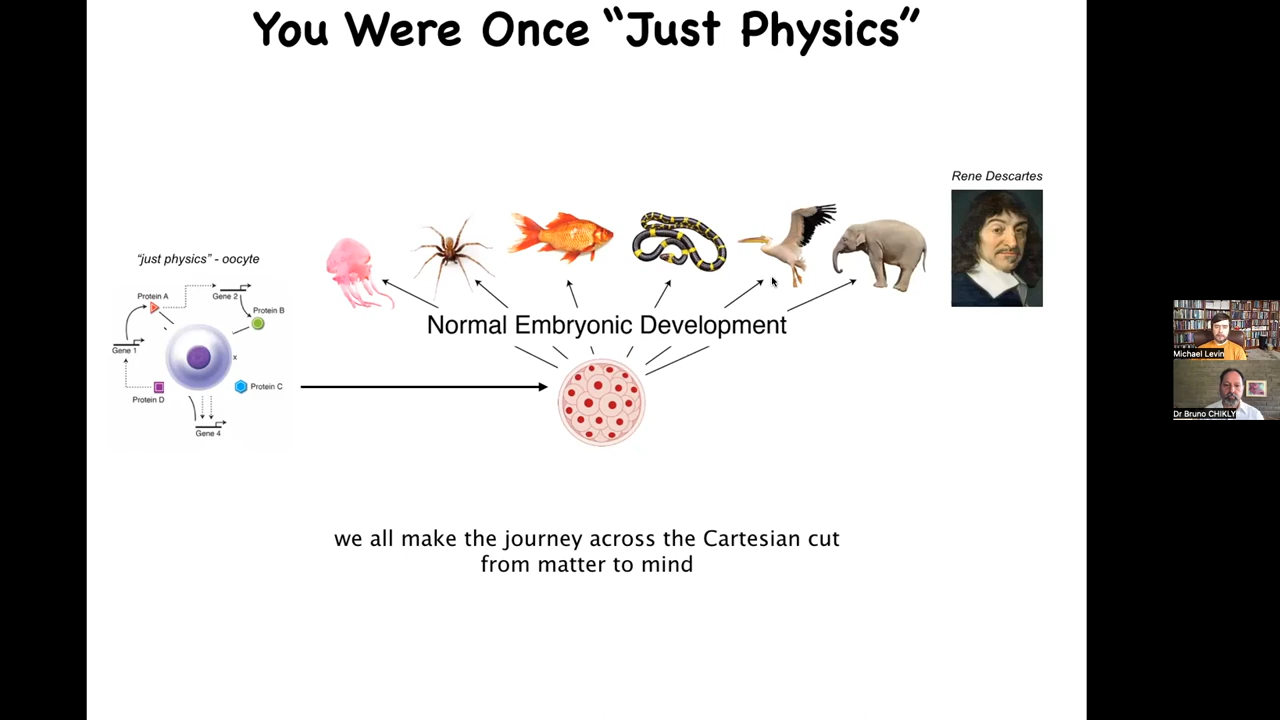 You Were Once “Just Physics”
Rene Descartes
“just physics” - oocyte
Protein A
Gene 2
Protein B
Gene 1
x
Protein C
Protein D
Gene 4
Normal Embryonic Development
we all make the journey across the Cartesian cut
from matter to mind
Michael Levin
Dr Bruno CHIKLY